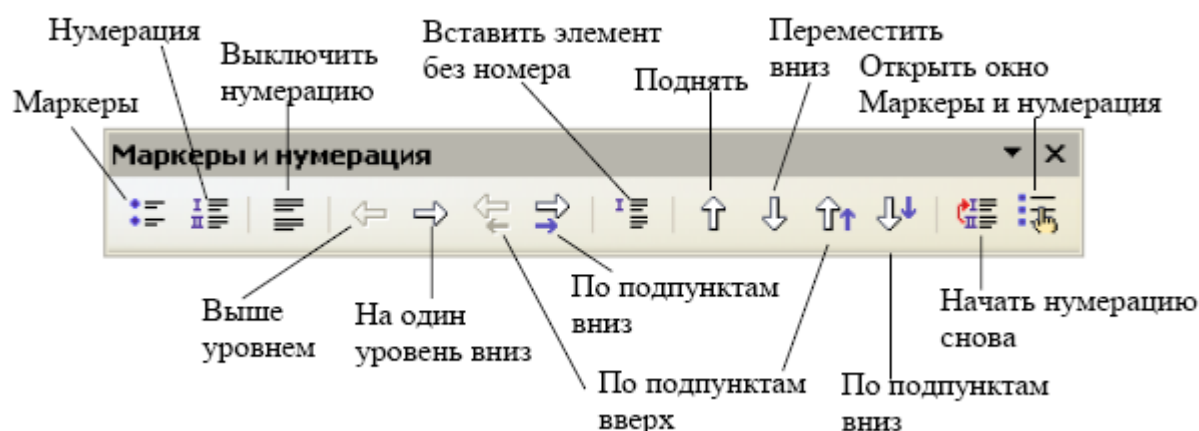 Нумерация
Выключить
нумерацию
Маркеры
Вставить элемент
без номера
Поднять
Переместить
вниз
Открыть окно
Маркеры и нумерация
Маркеры и нумерация
Выше
уровнем
На один
уровень вниз
По подпунктам
вниз
По подпунктам
вверх
По подпунктам
вниз
Начать нумерацию
снова